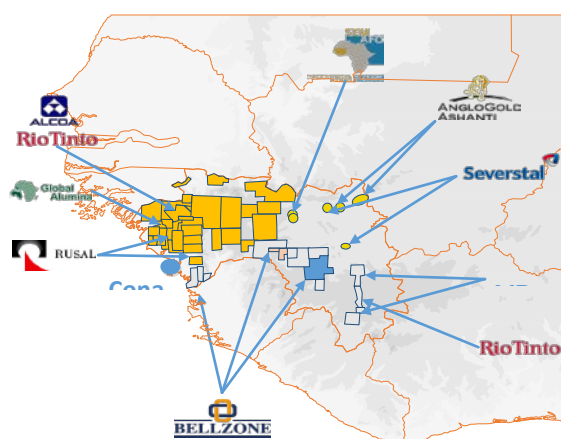 ANGLOGOLD
ASHANTI
ALCOA
RioTinto
Severstal
Global
Alumina
RUSAL
RioTinto
BELLZONE